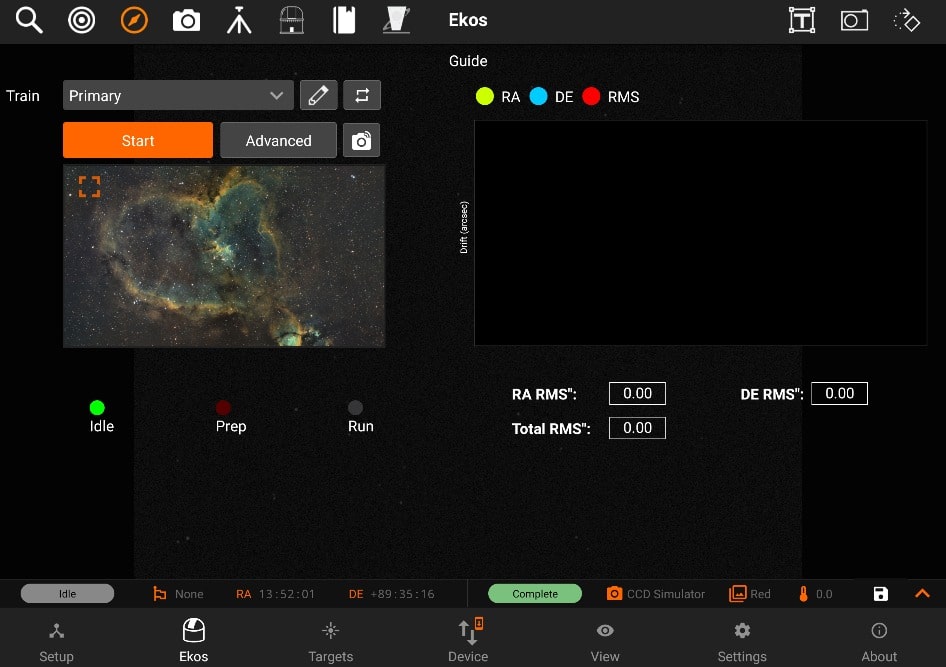 Ekos
Guide
Train Primary
RA DE RMS
Start Advanced
Drift (arcsec)
RA RMS": 0.00 DE RMS": 0.00
Idle Prep Run
Total RMS": 0.00
Idle None RA 13:52:01 DE +89:35:16 Complete CCD Simulator Red 0.0
Setup Ekos Targets Device View Settings About